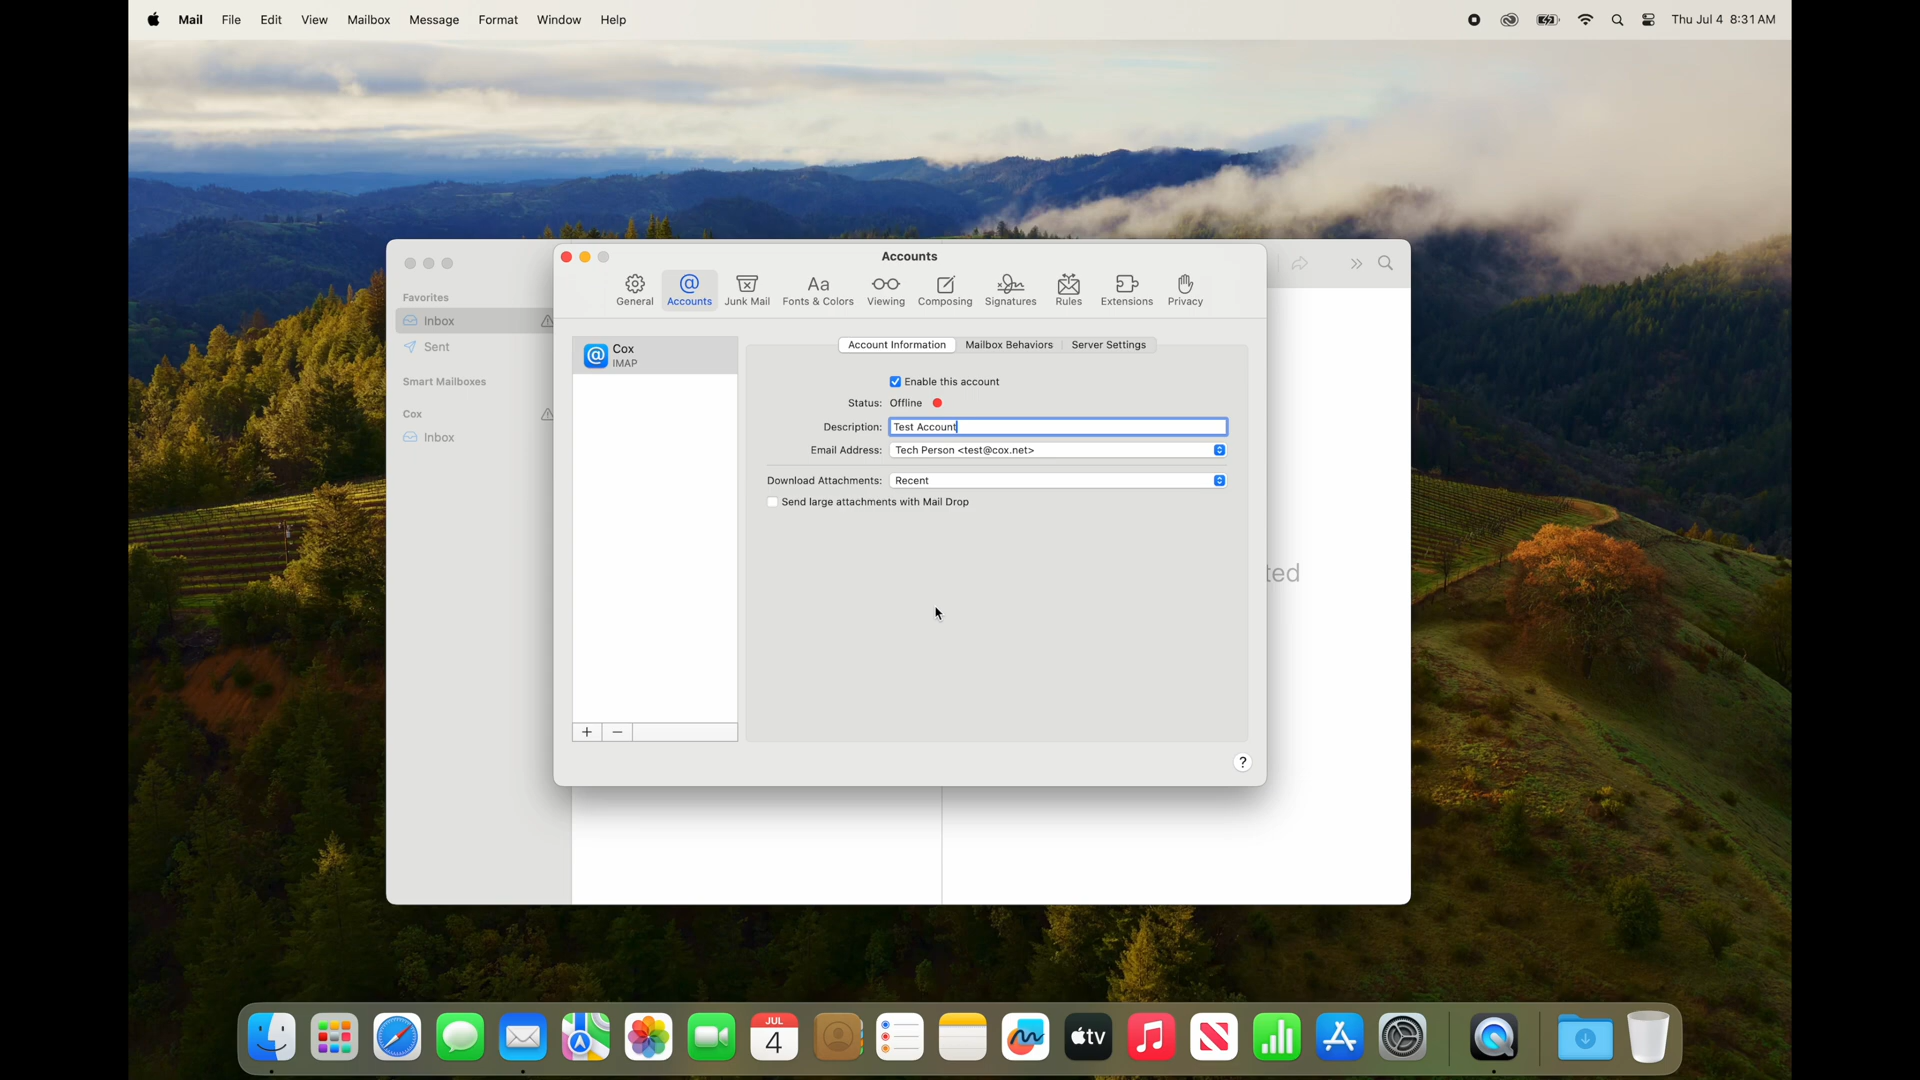 Mail File Edit View Mailbox Message Format Window Help Thu Jul 4 8:31 AM
Accounts
General Accounts Junk Mail Fonts & Colors Viewing Composing Signatures Rules Extensions Privacy
Favorites
Inbox
Sent
Smart Mailboxes
Cox
Inbox
Cox
IMAP
Account Information Mailbox Behaviors Server Settings
Enable this account
Status: Offline
Description: Test Account
Email Address: Tech Person <test@cox.net>
Download Attachments: Recent
Send large attachments with Mail Drop
ted
+ −
?
JUL
4
tv